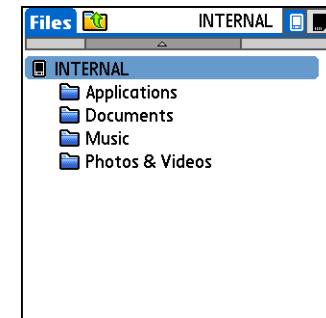 Files INTERNAL
INTERNAL
Applications
Documents
Music
Photos & Videos